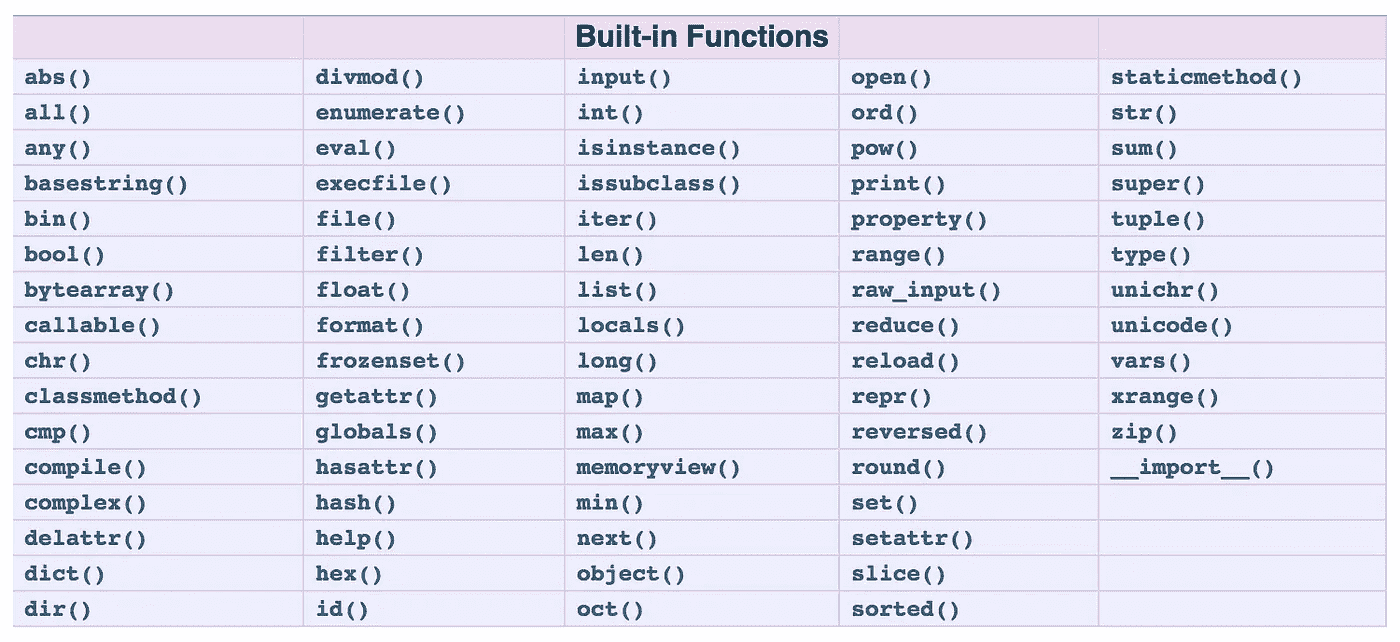 Built-in Functions
abs() divmod() input() open() staticmethod()
all() enumerate() int() ord() str()
any() eval() isinstance() pow() sum()
basestring() execfile() issubclass() print() super()
bin() file() iter() property() tuple()
bool() filter() len() range() type()
bytearray() float() list() raw_input() unichr()
callable() format() locals() reduce() unicode()
chr() frozenset() long() reload() vars()
classmethod() getattr() map() repr() xrange()
cmp() globals() max() reversed() zip()
compile() hasattr() memoryview() round() __import__()
complex() hash() min() set()
delattr() help() next() setattr()
dict() hex() object() slice()
dir() id() oct() sorted()